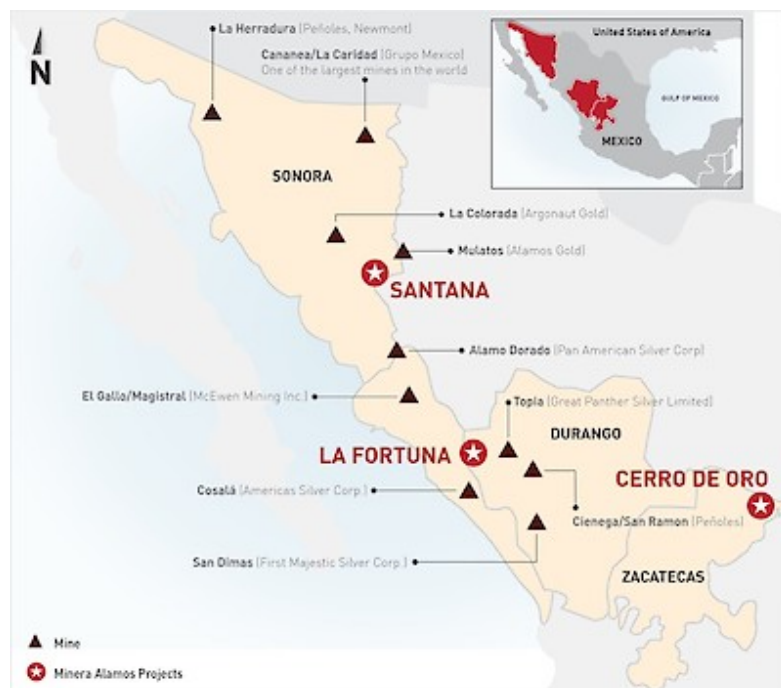 La Herradura (Peñoles, Newmont)
N
Cananea/La Caridad (Grupo Mexico)
One of the largest mines in the world
United States of America
GULF OF MEXICO
MEXICO
SONORA
La Colorada (Argonaut Gold)
Mulatos (Alamos Gold)
SANTANA
Alamo Dorado (Pan American Silver Corp)
El Gallo/Magistral (McEwen Mining Inc.)
Topia (Great Panther Silver Limited)
DURANGO
LA FORTUNA
CERRO DE ORO
Cosalá (Americas Silver Corp.)
Cienega/San Ramon (Peñoles)
San Dimas (First Majestic Silver Corp.)
ZACATECAS
Mine
Minera Alamos Projects